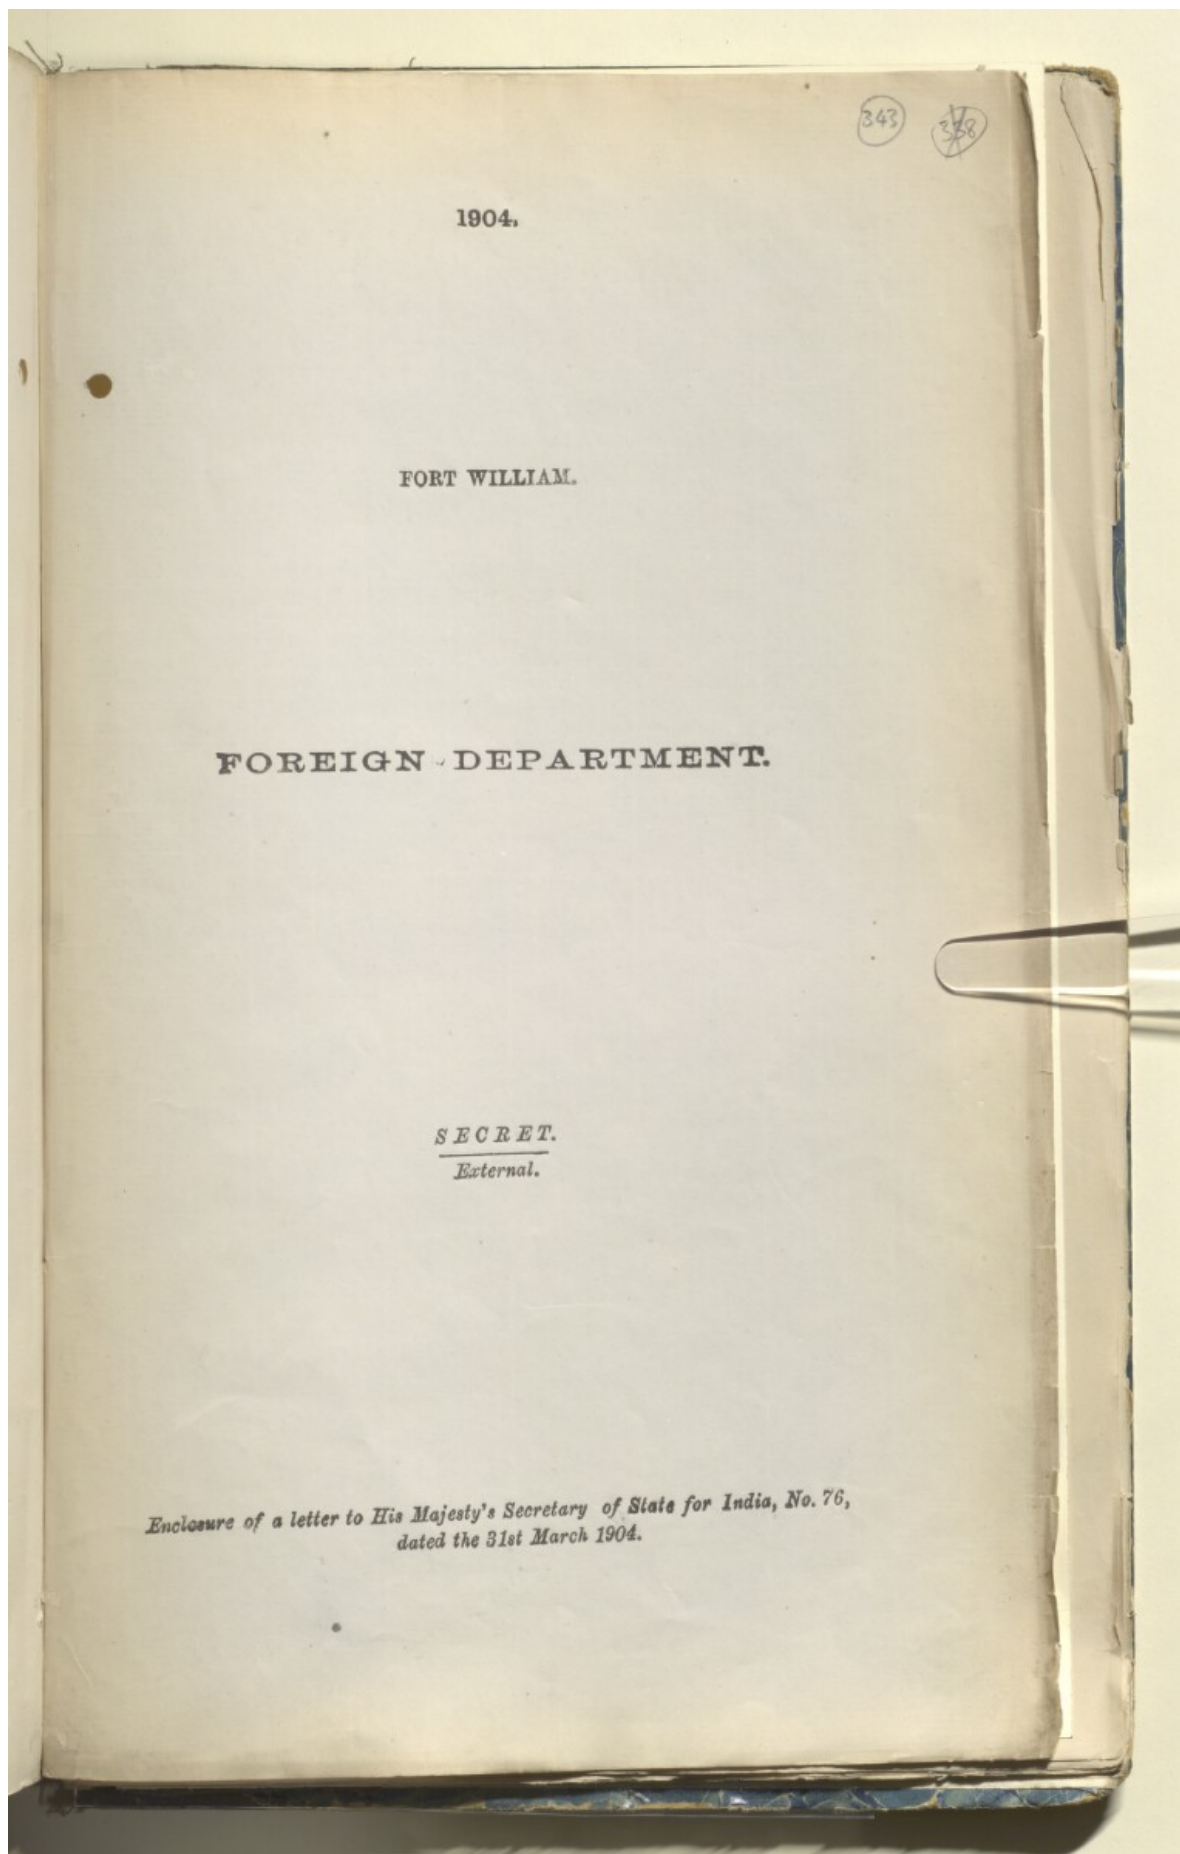 343 338
1904.
FORT WILLIAM.
FOREIGN DEPARTMENT.
SECRET.
External.
Enclosure of a letter to His Majesty's Secretary of State for India, No. 76,
dated the 31st March 1904.